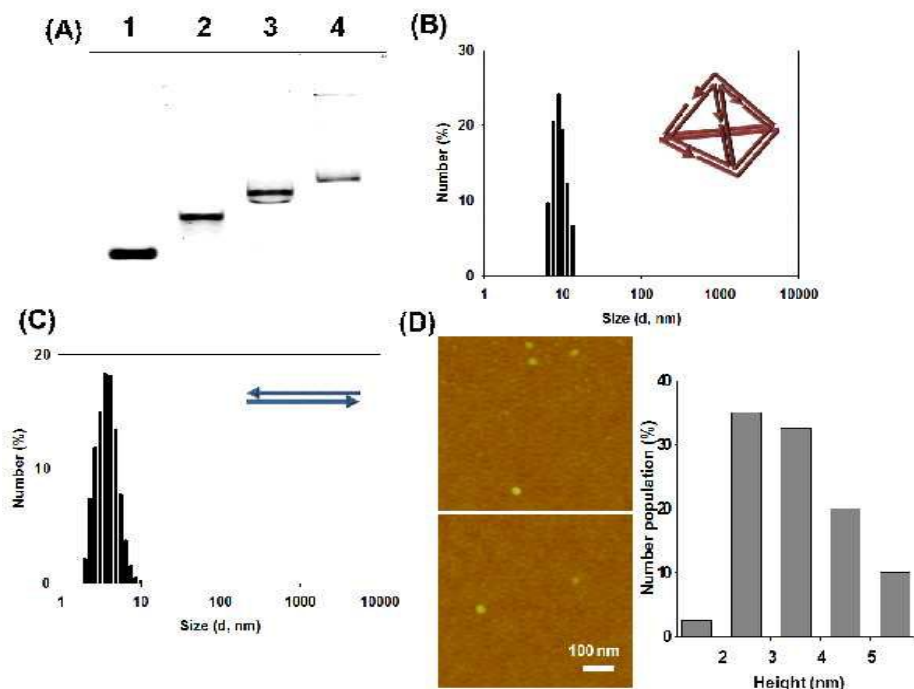 (A) 1 2 3 4
(B)
30
20
10
0
Number (%)
1 10 100 1000 10000
Size (d, nm)
(C)
20
10
0
Number (%)
1 10 100 1000 10000
Size (d, nm)
(D)
100 nm
40
30
20
10
0
Number population (%)
2 3 4 5
Height (nm)